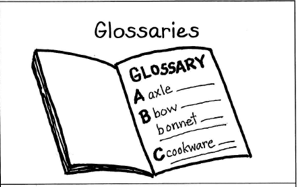 Glossaries
GLOSSARY
A axle
B bow
bonnet
C cookware